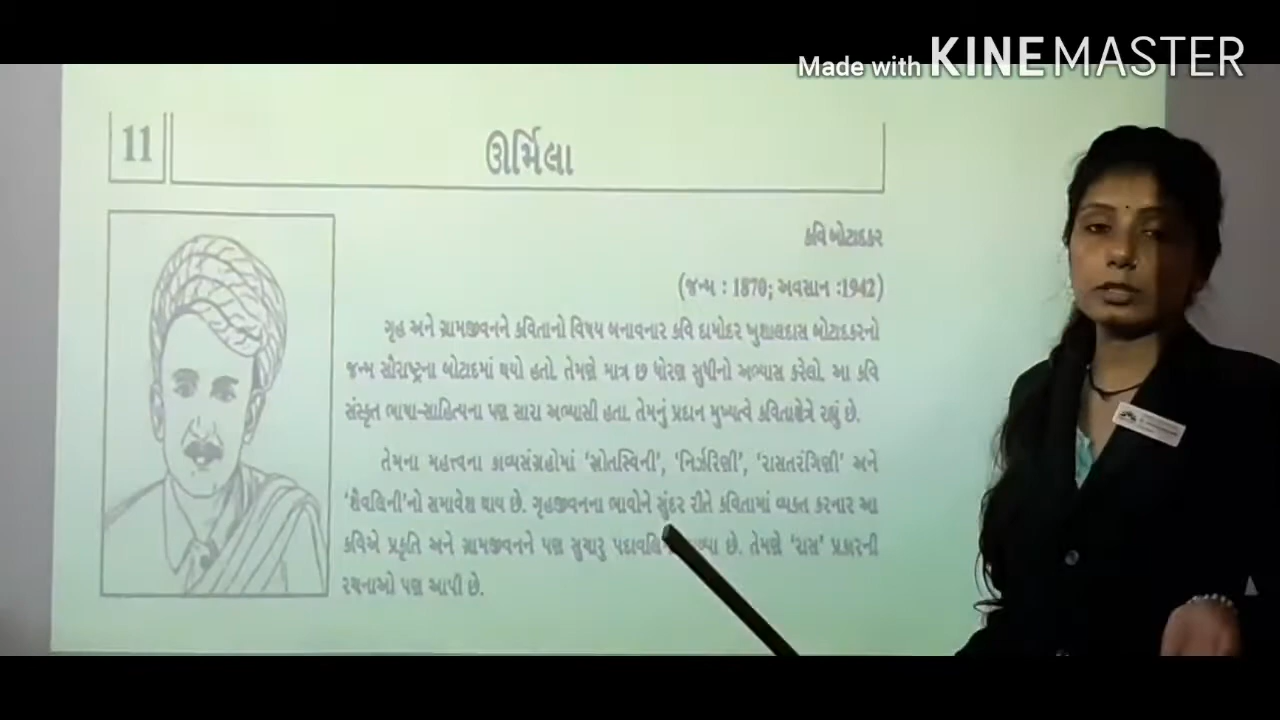 Made with KINEMASTER
11
ઊર્મિલા
કવિ બોટાદકર
(જન્મ : 1870; અવસાન :1942)
ગૃહ અને ગ્રામજીવનને કવિતાનો વિષય બનાવનાર કવિ દામોદર ખુશાલદાસ બોટાદકરનો
જન્મ સૌરાષ્ટ્રના બોટાદમાં થયો હતો. તેમણે માત્ર છ ધોરણ સુધીનો અભ્યાસ કરેલો. આ કવિ
સંસ્કૃત ભાષા-સાહિત્યના પણ સારા અભ્યાસી હતા. તેમનું પ્રદાન મુખ્યત્વે કવિતાક્ષેત્રે રહ્યું છે.
તેમના મહત્ત્વના કાવ્યસંગ્રહોમાં ‘સ્રોતસ્વિની’, ‘નિર્ઝરિણી’, ‘રાસતરંગિણી’ અને
‘શૈવલિની’નો સમાવેશ થાય છે. ગૃહજીવનના ભાવોને સુંદર રીતે કવિતામાં વ્યક્ત કરનાર આ
કવિએ પ્રકૃતિ અને ગ્રામજીવનને પણ સુચારુ છે. તેમણે ‘રાસ’ પ્રકારની
રચનાઓ પણ આપી છે.